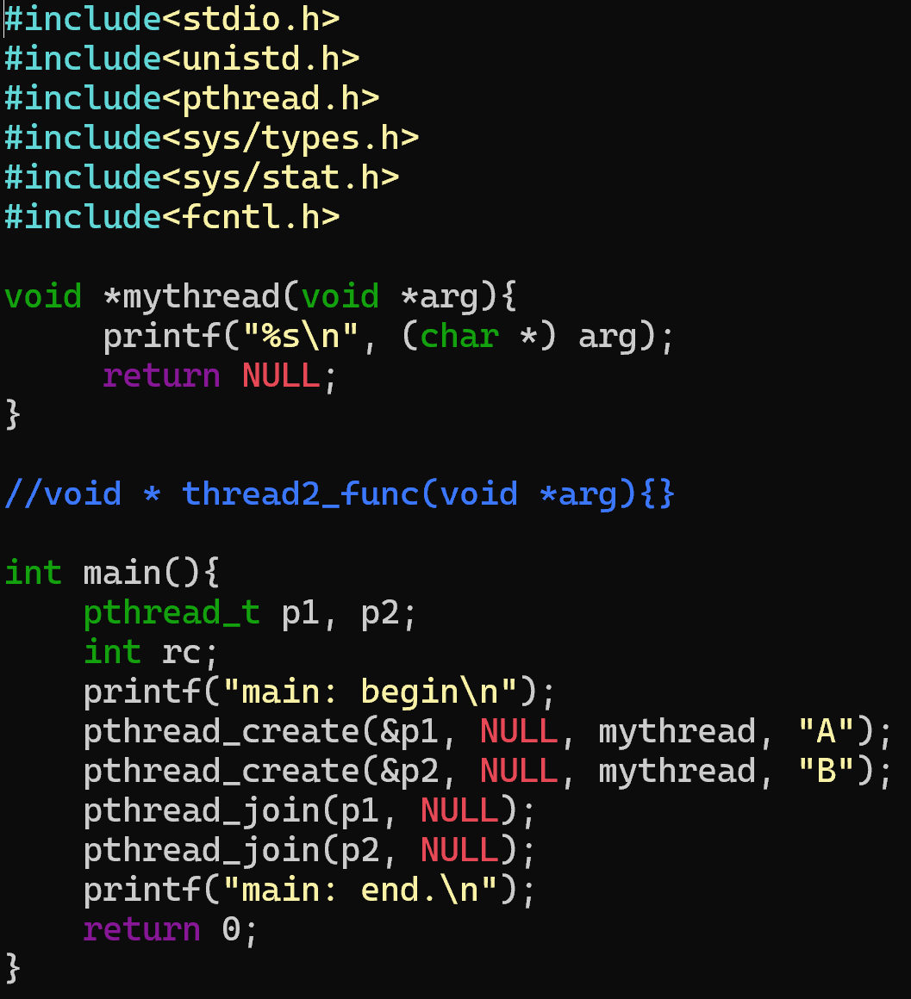 #include<stdio.h>
#include<unistd.h>
#include<pthread.h>
#include<sys/types.h>
#include<sys/stat.h>
#include<fcntl.h>

void *mythread(void *arg){
     printf("%s\n", (char *) arg);
     return NULL;
}

//void * thread2_func(void *arg){}

int main(){
    pthread_t p1, p2;
    int rc;
    printf("main: begin\n");
    pthread_create(&p1, NULL, mythread, "A");
    pthread_create(&p2, NULL, mythread, "B");
    pthread_join(p1, NULL);
    pthread_join(p2, NULL);
    printf("main: end.\n");
    return 0;
}